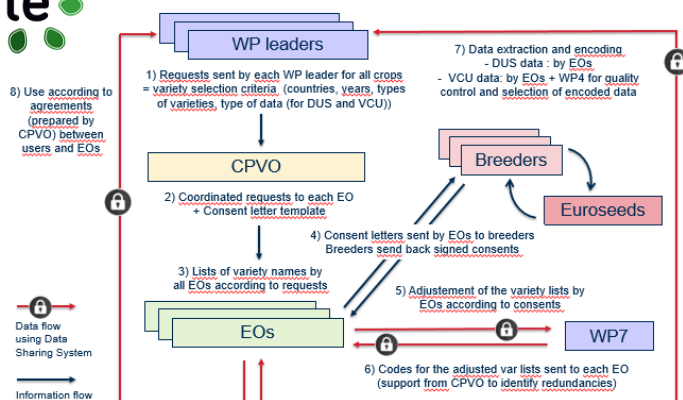 te
WP leaders
1) Requests sent by each WP leader for all crops
= variety selection criteria (countries, years, types
of varieties, type of data (for DUS and VCU))
7) Data extraction and encoding
- DUS data : by EOs
- VCU data: by EOs + WP4 for quality
control and selection of encoded data
8) Use according to
agreements
(prepared by
CPVO) between
users and EOs
CPVO
Breeders
Euroseeds
2) Coordinated requests to each EO
+ Consent letter template
4) Consent letters sent by EOs to breeders
Breeders send back signed consents
3) Lists of variety names by
all EOs according to requests
5) Adjustement of the variety lists by
EOs according to consents
EOs
WP7
6) Codes for the adjusted var lists sent to each EO
(support from CPVO to identify redundancies)
Data flow
using Data
Sharing System
Information flow